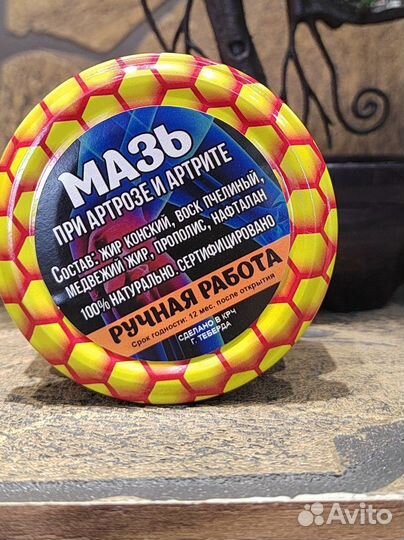 МАЗЬ
ПРИ АРТРОЗЕ И АРТРИТЕ
СОСТАВ: ЖИР КОНСКИЙ, ВОСК ПЧЕЛИНЫЙ,
МЕДВЕЖИЙ ЖИР, ПРОПОЛИС, НАФТАЛАН
100% НАТУРАЛЬНО. СЕРТИФИЦИРОВАНО
РУЧНАЯ РАБОТА
Срок годности: 12 мес. после открытия
СДЕЛАНО В КРЧ
Г. ТЕБЕРДА
Avito